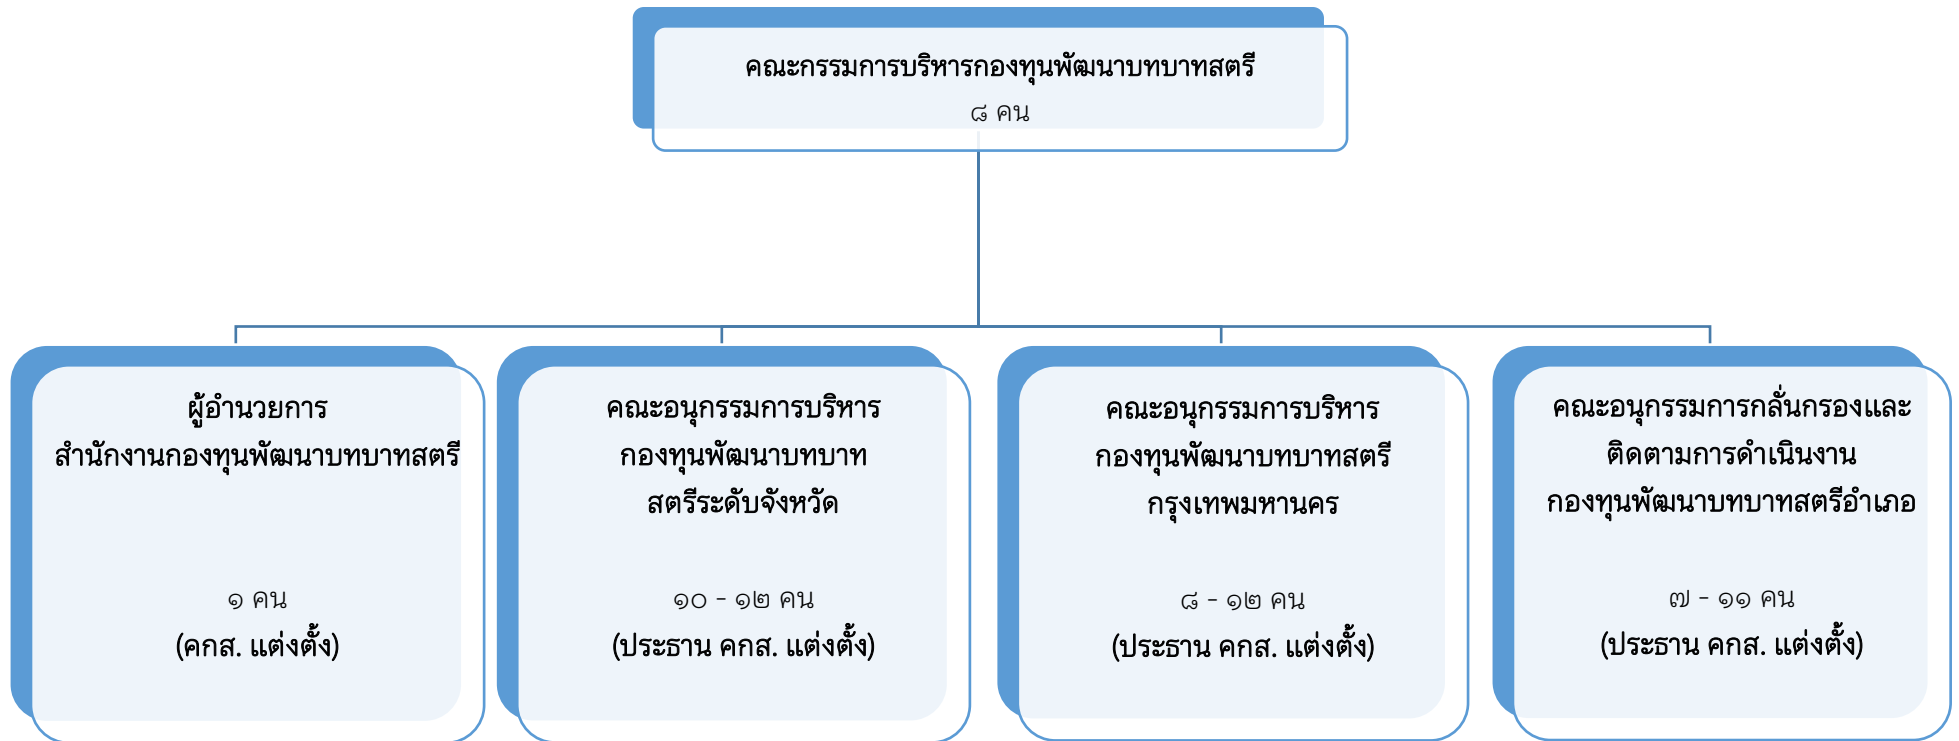 คณะกรรมการบริหารกองทุนพัฒนาบทบาทสตรี
๘ คน
ผู้อำนวยการ
สำนักงานกองทุนพัฒนาบทบาทสตรี
๑ คน
(คกส. แต่งตั้ง)
คณะอนุกรรมการบริหาร
กองทุนพัฒนาบทบาท
สตรีระดับจังหวัด
๑๐ - ๑๒ คน
(ประธาน คกส. แต่งตั้ง)
คณะอนุกรรมการบริหาร
กองทุนพัฒนาบทบาทสตรี
กรุงเทพมหานคร
๘ - ๑๒ คน
(ประธาน คกส. แต่งตั้ง)
คณะอนุกรรมการกลั่นกรองและ
ติดตามการดำเนินงาน
กองทุนพัฒนาบทบาทสตรีอำเภอ
๗ - ๑๑ คน
(ประธาน คกส. แต่งตั้ง)